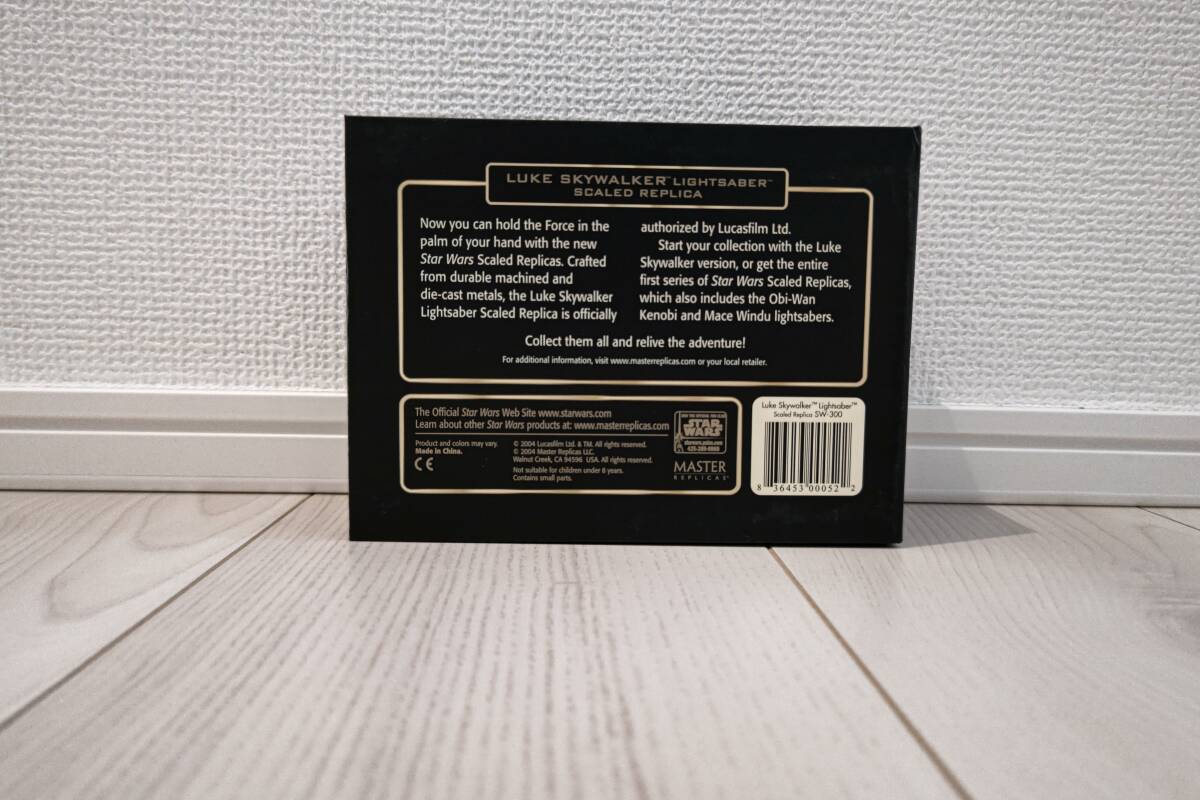 LUKE SKYWALKER™ LIGHTSABER™
SCALED REPLICA
Now you can hold the Force in the
palm of your hand with the new
Star Wars Scaled Replicas. Crafted
from durable machined and
die-cast metals, the Luke Skywalker
Lightsaber Scaled Replica is officially
authorized by Lucasfilm Ltd.
Start your collection with the Luke
Skywalker version, or get the entire
first series of Star Wars Scaled Replicas,
which also includes the Obi-Wan
Kenobi and Mace Windu lightsabers.
Collect them all and relive the adventure!
For additional information, visit www.masterreplicas.com or your local retailer.
The Official Star Wars Web Site www.starwars.com
Learn about other Star Wars products at: www.masterreplicas.com
Product and colors may vary.
Made in China.
CE
© 2004 Lucasfilm Ltd. & TM. All rights reserved.
© 2004 Master Replicas LLC.
Walnut Creek, CA 94596 USA. All rights reserved.
Not suitable for children under 8 years.
Contains small parts.
STAR
WARS
MASTER
REPLICAS
Luke Skywalker™ Lightsaber™
Scaled Replica SW-300
8 36453 00052 2